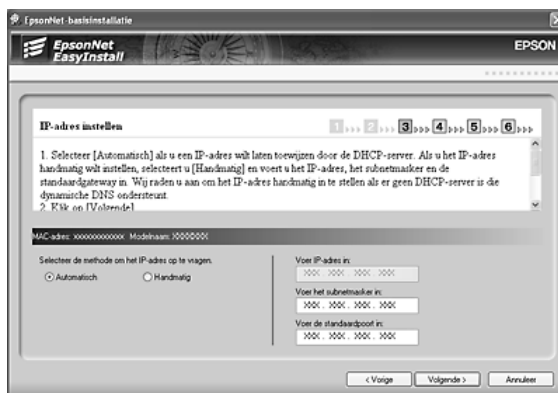 EpsonNet-basisinstallatie
EpsonNet
EasyInstall
EPSON
IP-adres instellen
1 2 3 4 5 6
1. Selecteer [Automatisch] als u een IP-adres wilt laten toewijzen door de DHCP-server. Als u het IP-adres
handmatig wilt instellen, selecteert u [Handmatig] en voert u het IP-adres, het subnetmasker en de
standaardgateway in. Wij raden u aan om het IP-adres handmatig in te stellen als er geen DHCP-server is die
dynamische DNS ondersteunt.
2. Klik op [Volgende]
MAC-adres: xxxxxxxxxxxx Modelnaam: XXXXXXX
Selecteer de methode om het IP-adres op te vragen.
Automatisch Handmatig
Voer IP-adres in:
XXX . XXX . XXX . XXX
Voer het subnetmasker in:
XXX . XXX . XXX . XXX
Voer de standaardpoort in:
XXX . XXX . XXX . XXX
< Vorige Volgende > Annuleer